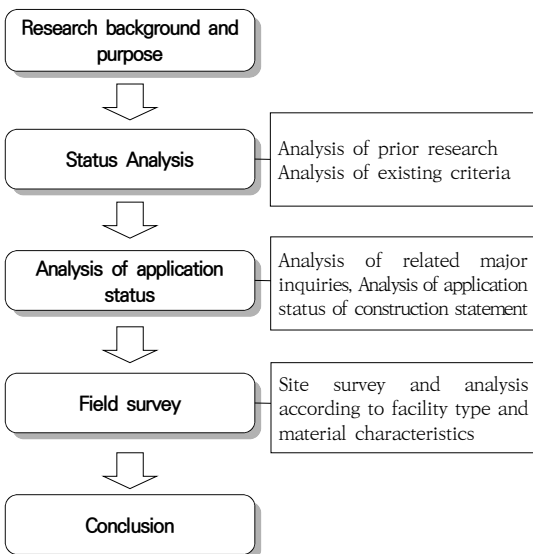 Research background and
purpose
Status Analysis
Analysis of prior research
Analysis of existing criteria
Analysis of application
status
Analysis of related major
inquiries, Analysis of application
status of construction statement
Field survey
Site survey and analysis
according to facility type and
material characteristics
Conclusion